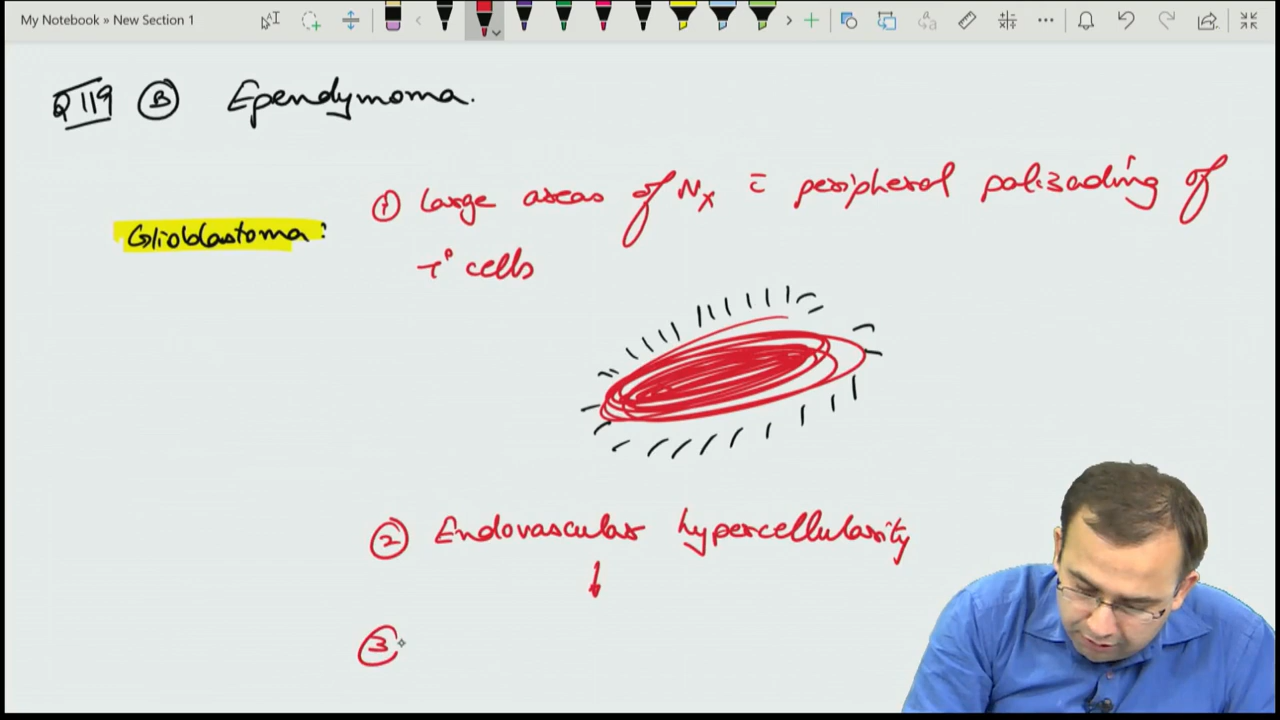 My Notebook » New Section 1
Q 119 B Ependymoma.
Glioblastoma:
1 Large areas of Nx c̄ peripheral palisading of
T° cells
2 Endovascular hypercellularity
3